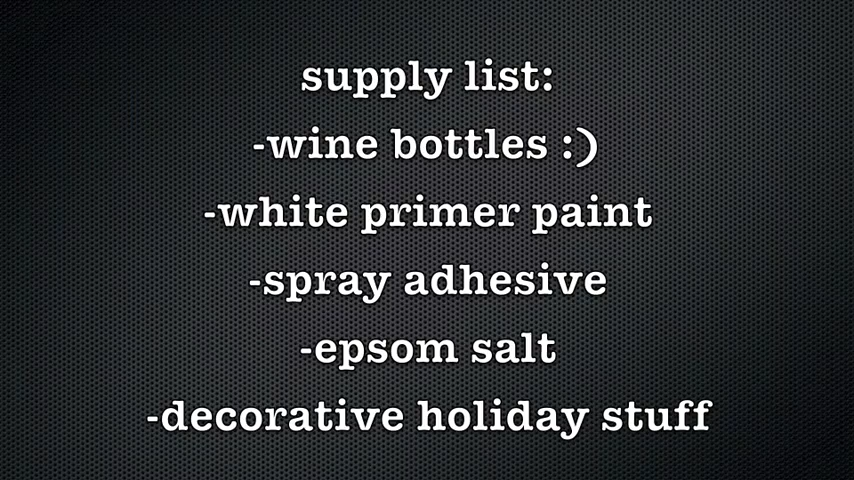 supply list:
-wine bottles :)
-white primer paint
-spray adhesive
-epsom salt
-decorative holiday stuff